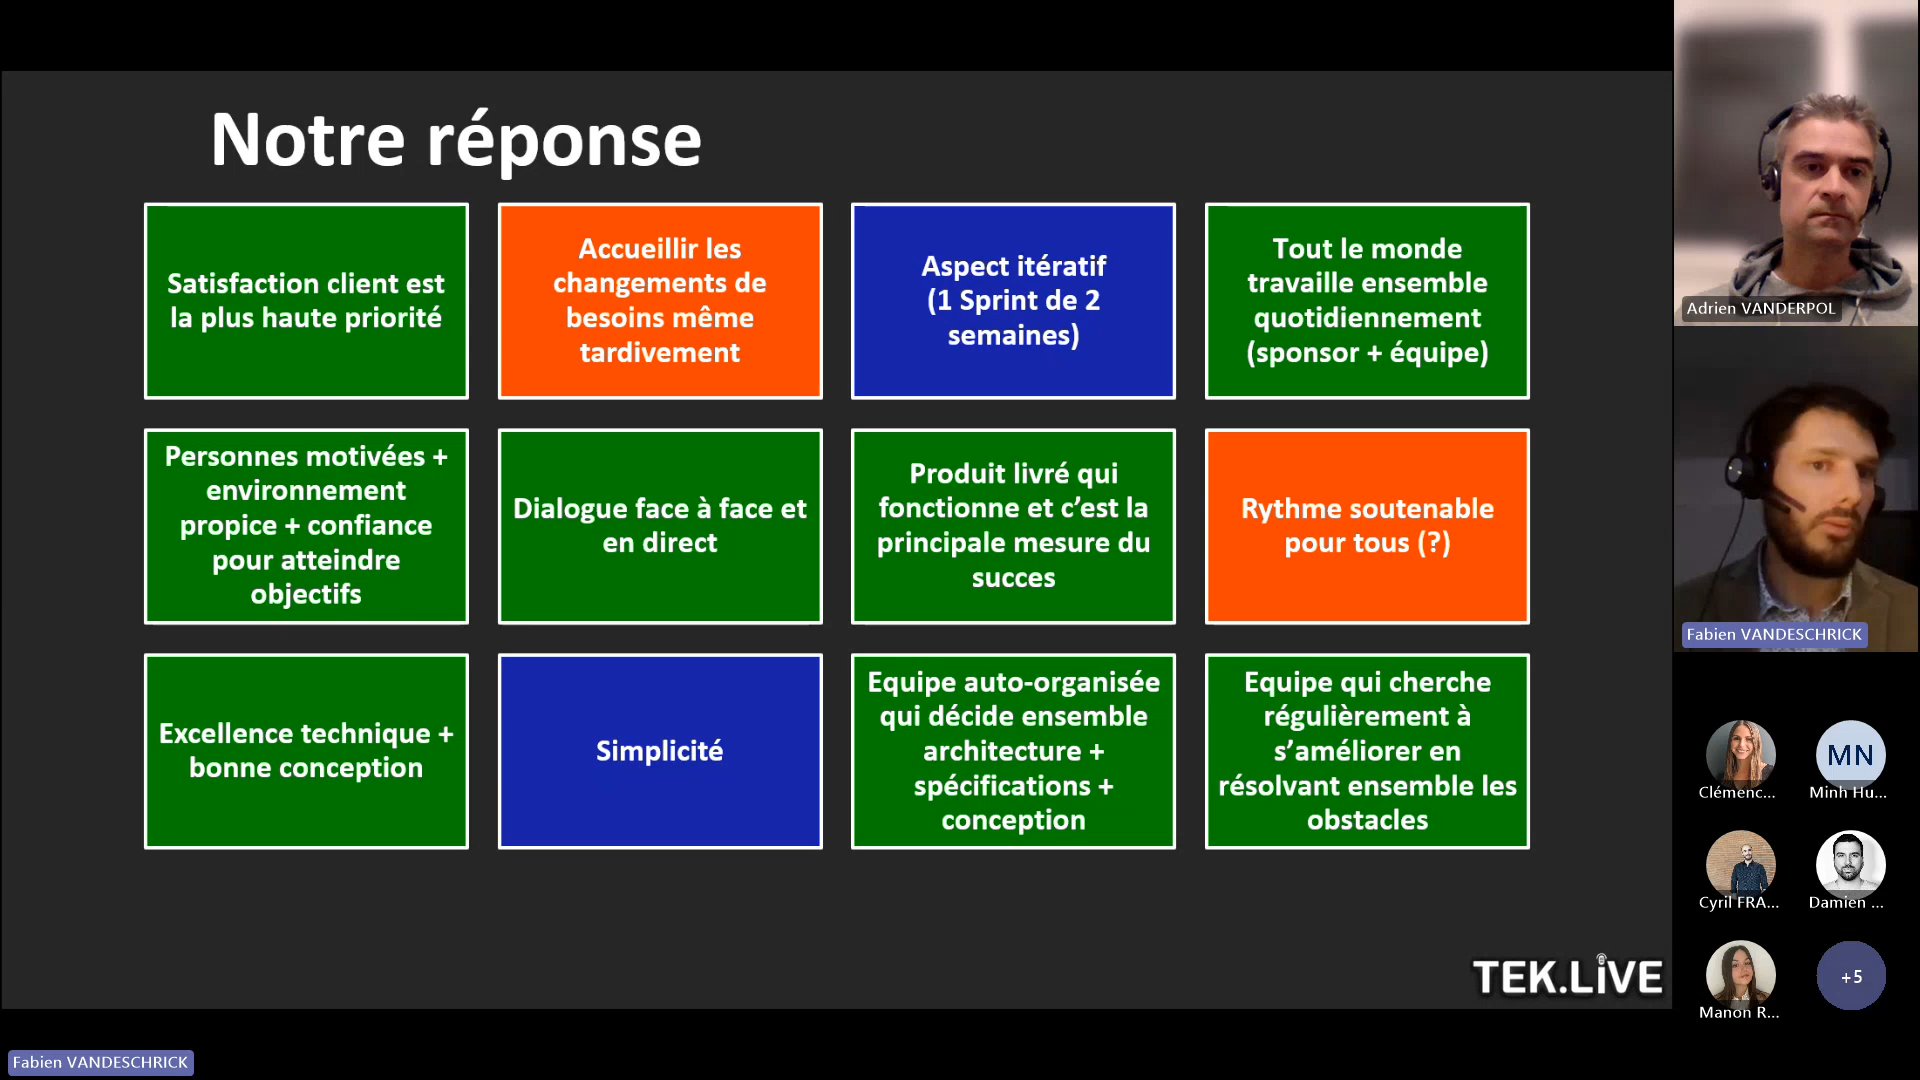 Notre réponse
Satisfaction client est
la plus haute priorité
Accueillir les
changements de
besoins même
tardivement
Aspect itératif
(1 Sprint de 2
semaines)
Tout le monde
travaille ensemble
quotidiennement
(sponsor + équipe)
Personnes motivées +
environnement
propice + confiance
pour atteindre
objectifs
Dialogue face à face et
en direct
Produit livré qui
fonctionne et c’est la
principale mesure du
succes
Rythme soutenable
pour tous (?)
Excellence technique +
bonne conception
Simplicité
Equipe auto-organisée
qui décide ensemble
architecture +
spécifications +
conception
Equipe qui cherche
régulièrement à
s’améliorer en
résolvant ensemble les
obstacles
TEK.LiVE
Fabien VANDESCHRICK
Adrien VANDERPOL
Fabien VANDESCHRICK
Clémenc...
MN
Minh Hu...
Cyril FRA...
Damien ...
Manon R...
+5